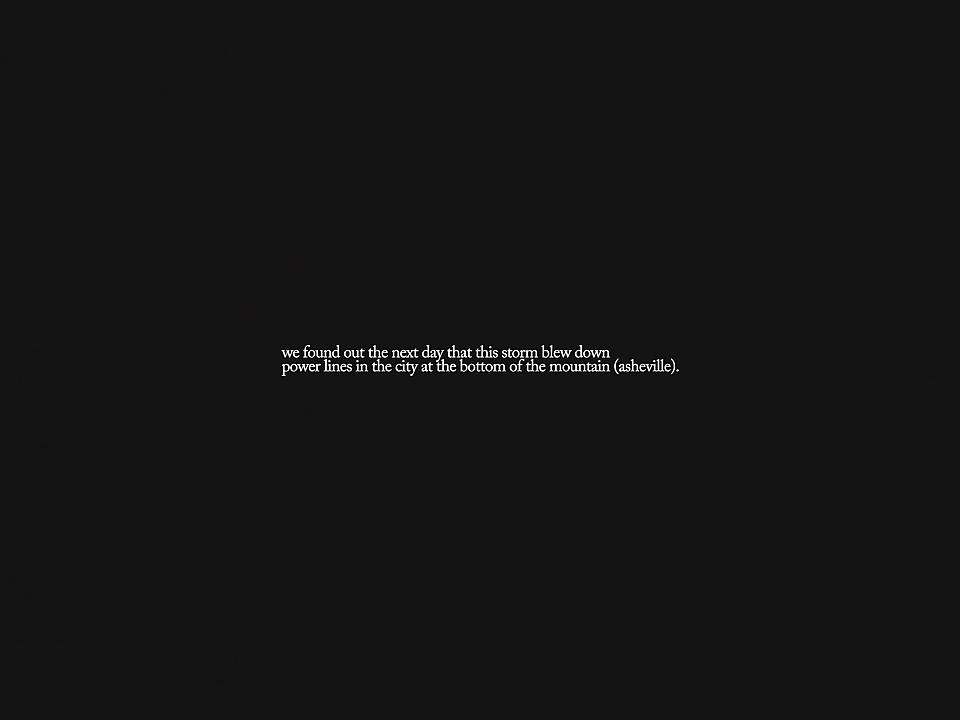 we found out the next day that this storm blew down
power lines in the city at the bottom of the mountain (asheville).